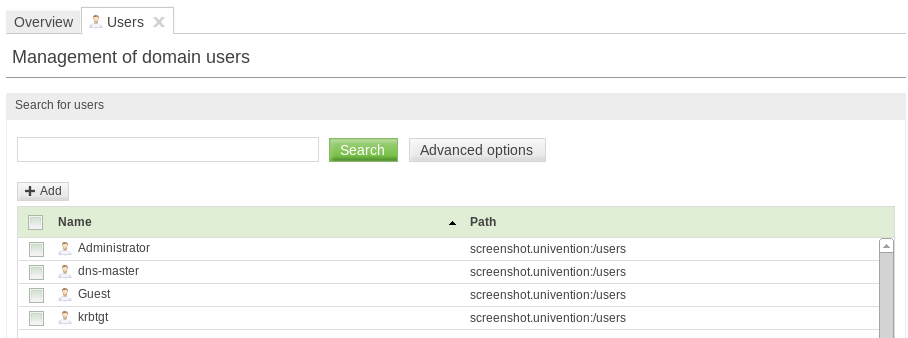 Overview Users
Management of domain users
Search for users
Search Advanced options
Add
Name Path
Administrator screenshot.univention:/users
dns-master screenshot.univention:/users
Guest screenshot.univention:/users
krbtgt screenshot.univention:/users